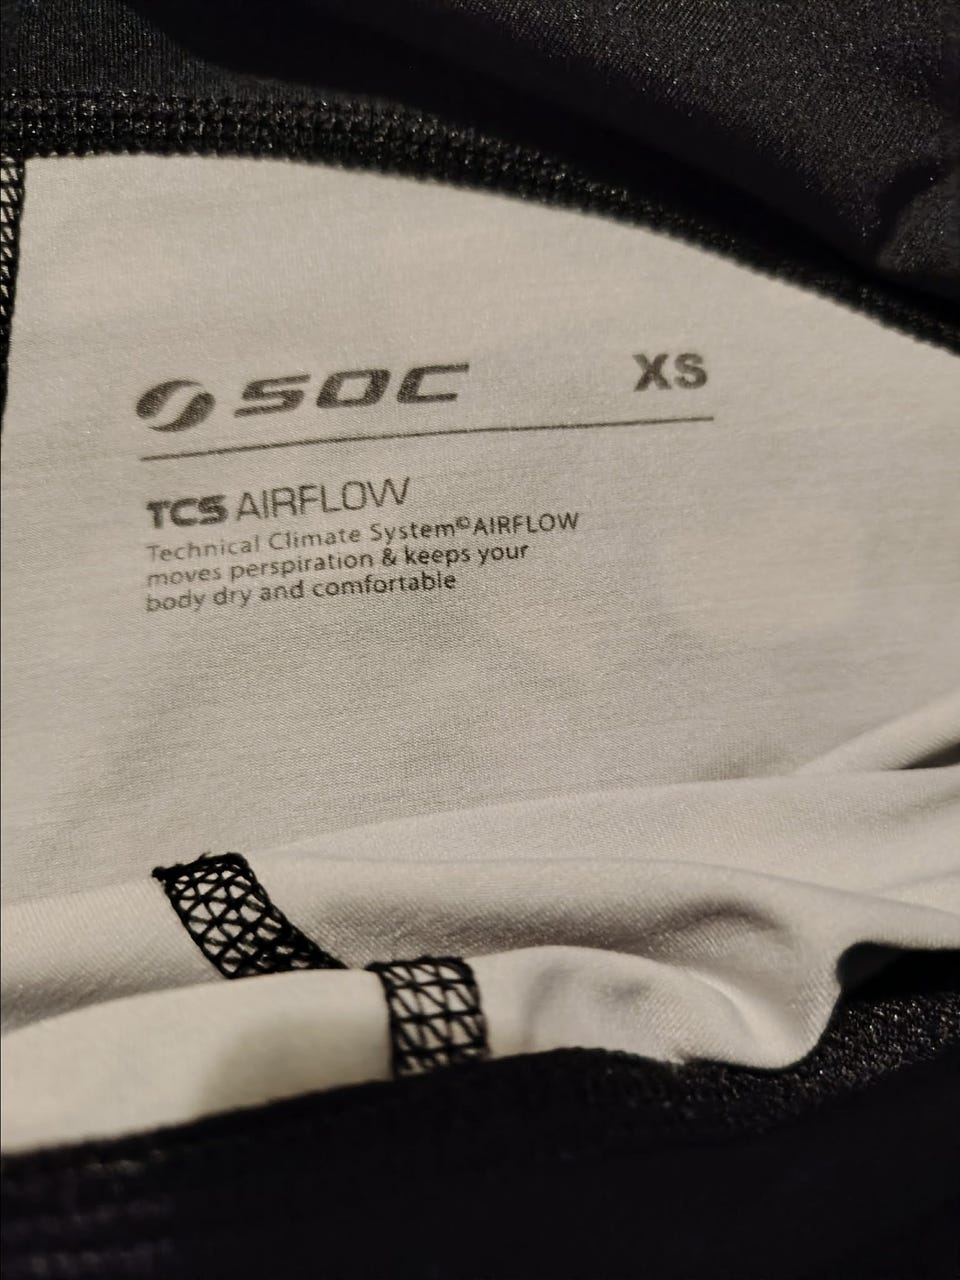 SOC XS
TCS AIRFLOW
Technical Climate System© AIRFLOW
moves perspiration & keeps your
body dry and comfortable